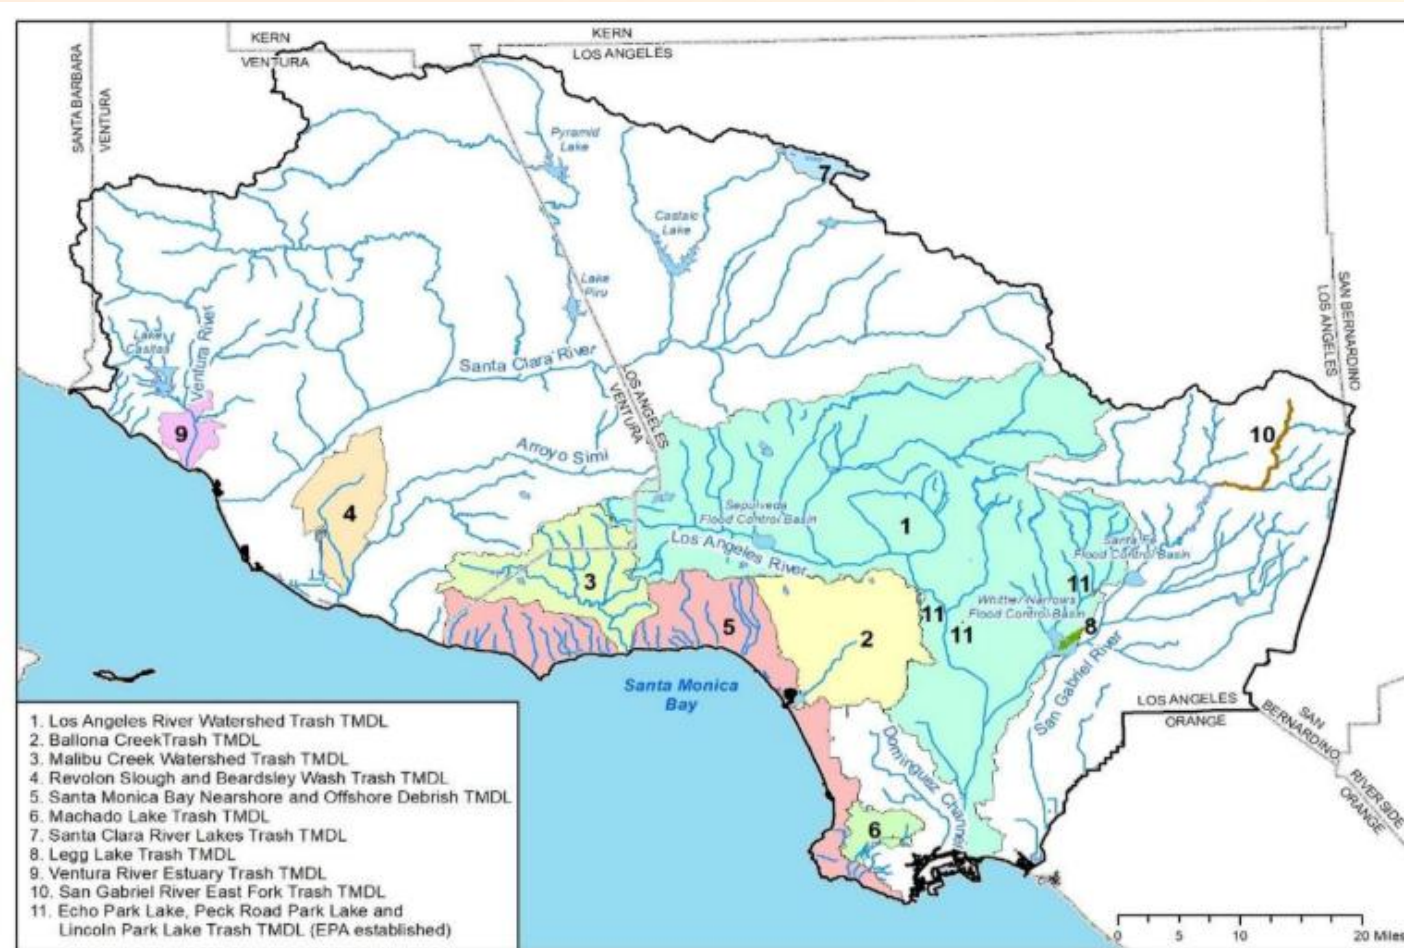 KERN
VENTURA
KERN
LOS ANGELES
SANTA BARBARA
VENTURA
Pyramid
Lake
7
Castaic
Lake
Lake
Piru
SAN BERNARDINO
LOS ANGELES
Lake
Casitas
Ventura River
Santa Clara River
LOS ANGELES
VENTURA
9
10
Arroyo Simi
4
Sepulveda
Flood Control Basin
1
Los Angeles River
Santa Fe
Flood Control Basin
3
11
Whittier Narrows
Flood Control Basin
11
11
8
5
2
San Gabriel River
Santa Monica
Bay
LOS ANGELES
ORANGE
SAN
BERNARDINO
RIVERSIDE
ORANGE
Dominguez Channel
6
1. Los Angeles River Watershed Trash TMDL
2. Ballona CreekTrash TMDL
3. Malibu Creek Watershed Trash TMDL
4. Revolon Slough and Beardsley Wash Trash TMDL
5. Santa Monica Bay Nearshore and Offshore Debrish TMDL
6. Machado Lake Trash TMDL
7. Santa Clara River Lakes Trash TMDL
8. Legg Lake Trash TMDL
9. Ventura River Estuary Trash TMDL
10. San Gabriel River East Fork Trash TMDL
11. Echo Park Lake, Peck Road Park Lake and
Lincoln Park Lake Trash TMDL (EPA established)
0 5 10 20 Miles